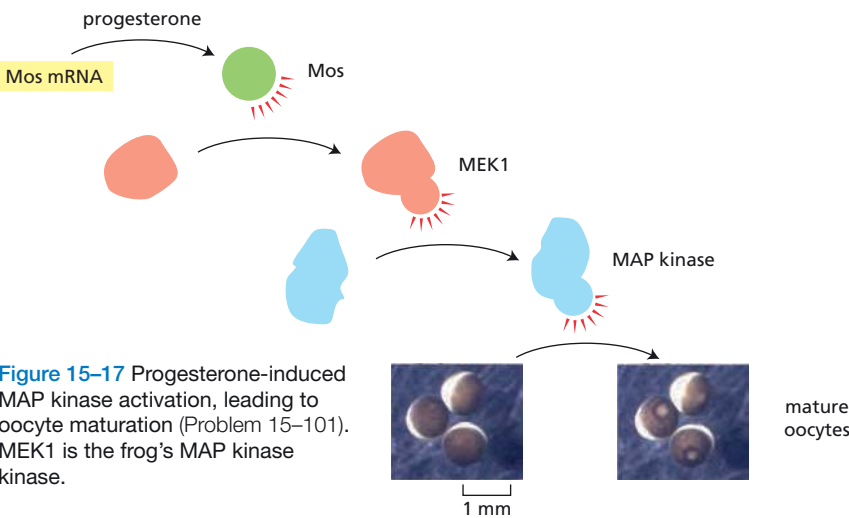 progesterone
Mos mRNA
Mos
MEK1
MAP kinase
Figure 15–17 Progesterone-induced
MAP kinase activation, leading to
oocyte maturation (Problem 15–101).
MEK1 is the frog's MAP kinase
kinase.
mature
oocytes
1 mm